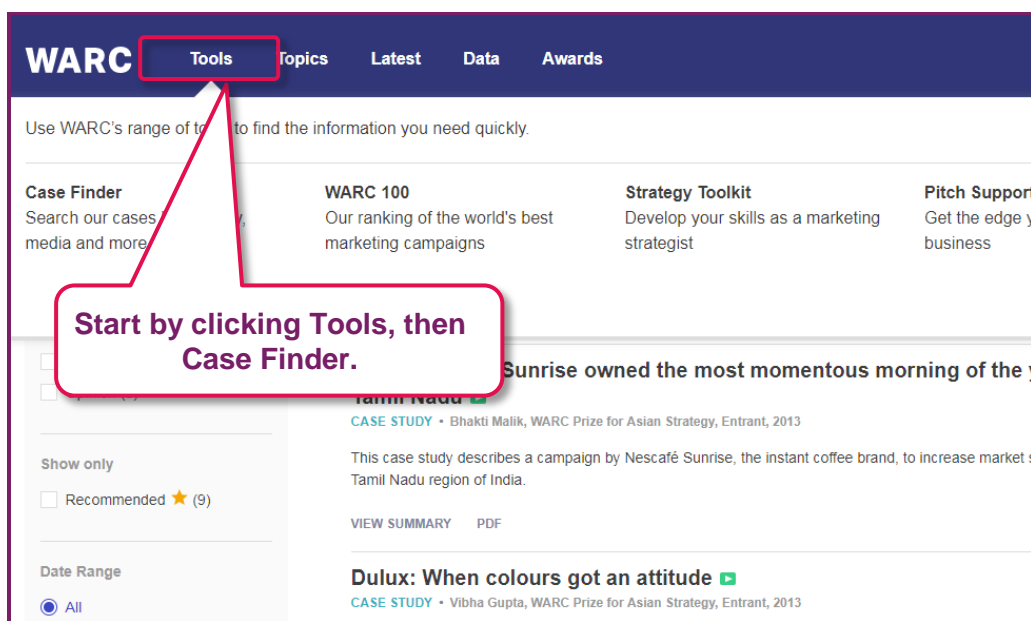 WARC Tools Topics Latest Data Awards
Use WARC's range of to to find the information you need quickly.
Case Finder
Search our cases
media and more
WARC 100
Our ranking of the world's best
marketing campaigns
Strategy Toolkit
Develop your skills as a marketing
strategist
Pitch Support
Get the edge
business
Start by clicking Tools, then
Case Finder.
Show only
Recommended (9)
Date Range
All
Sunrise owned the most momentous morning of the
Tamil Nadu
CASE STUDY • Bhakti Malik, WARC Prize for Asian Strategy, Entrant, 2013
This case study describes a campaign by Nescafé Sunrise, the instant coffee brand, to increase market
Tamil Nadu region of India.
VIEW SUMMARY PDF
Dulux: When colours got an attitude
CASE STUDY • Vibha Gupta, WARC Prize for Asian Strategy, Entrant, 2013